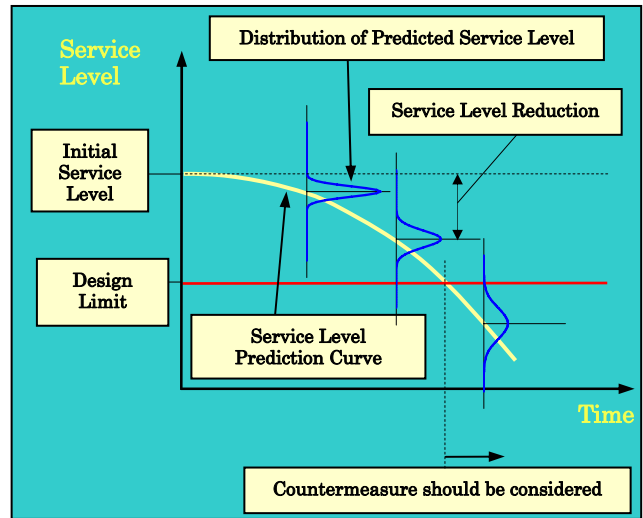 Service
Level
Distribution of Predicted Service Level
Service Level Reduction
Initial
Service
Level
Design
Limit
Service Level
Prediction Curve
Time
Countermeasure should be considered